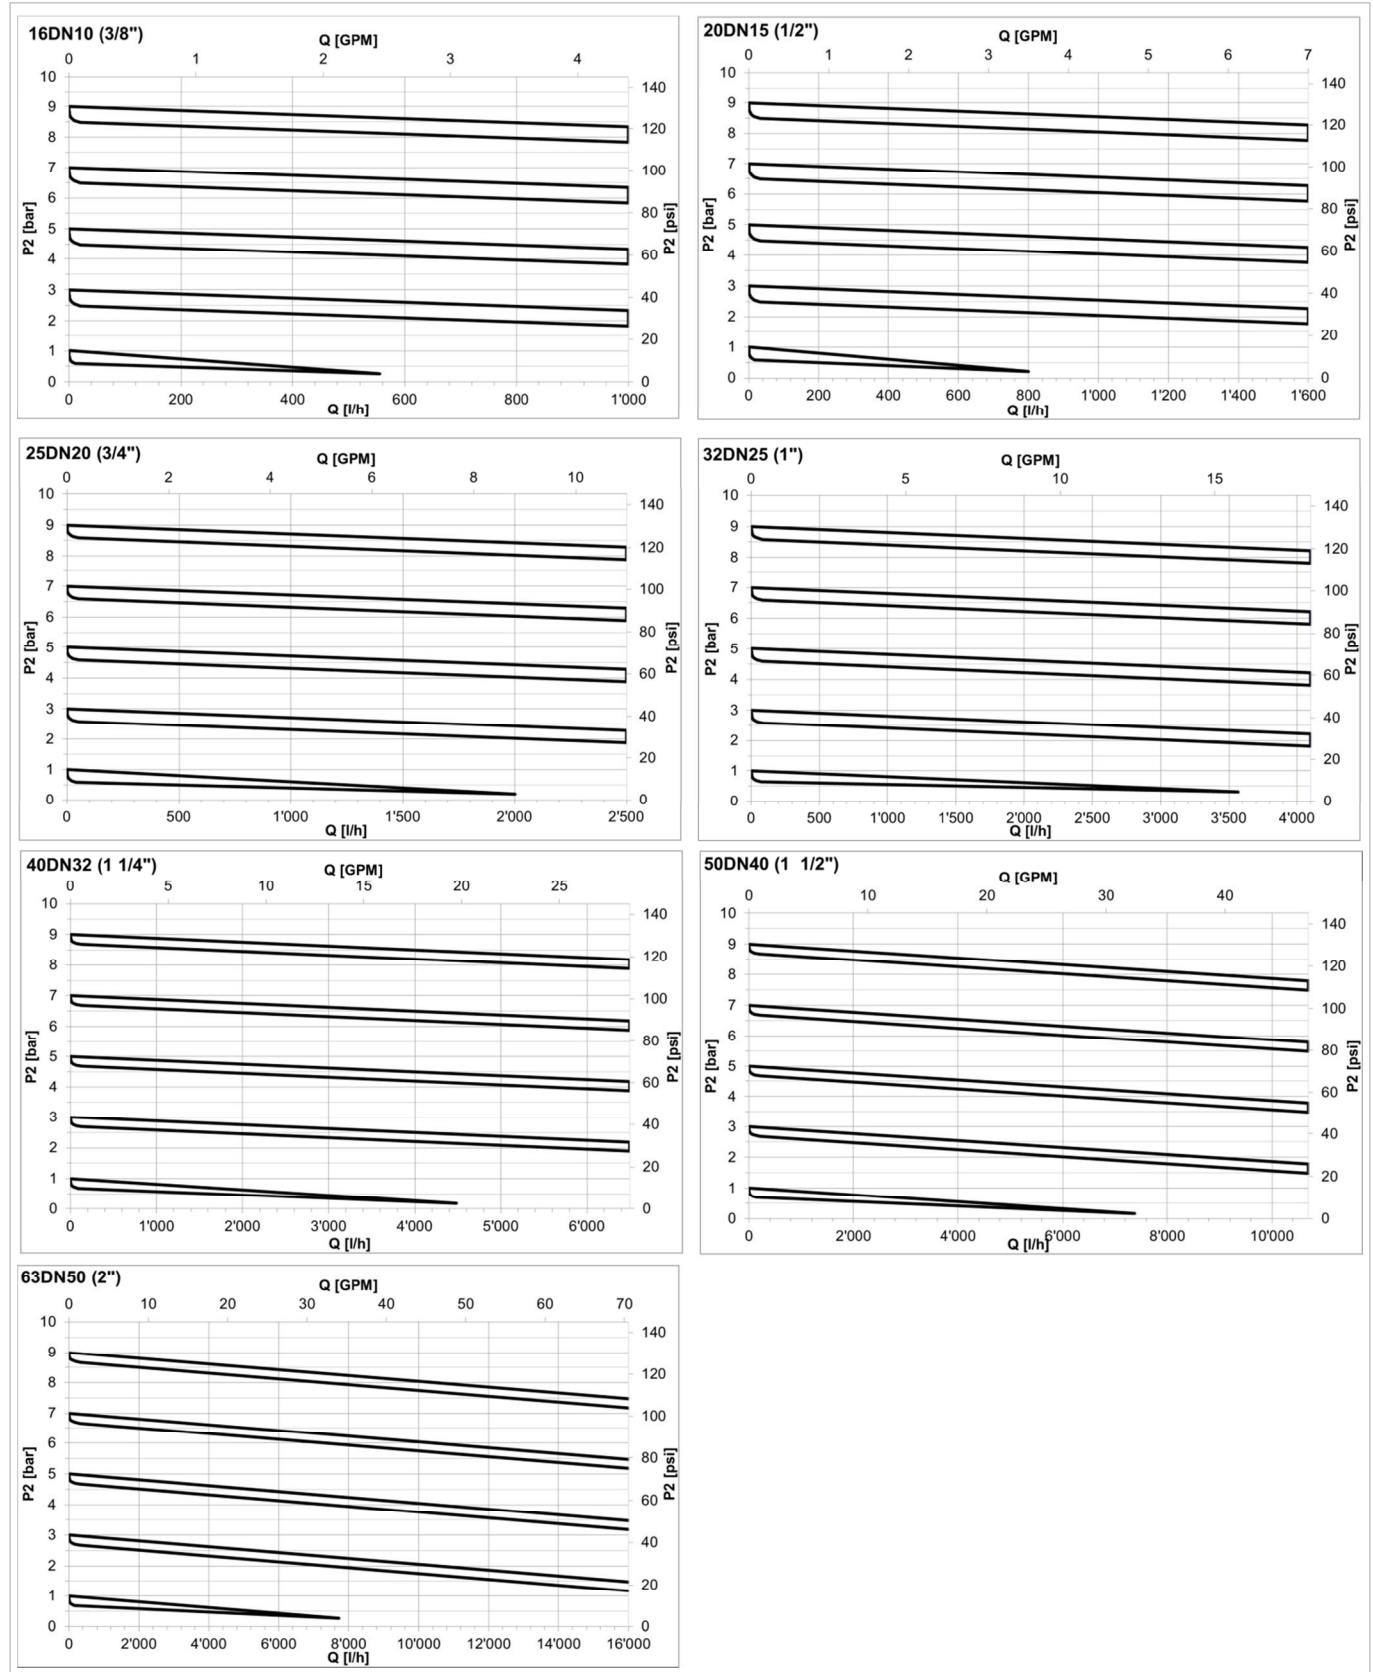 16DN10 (3/8")
Q [GPM]
0 1 2 3 4
10 9 8 7 6 5 4 3 2 1 0
P2 [bar]
140 120 100 80 60 40 20 0
P2 [psi]
0 200 400 600 800 1'000
Q [l/h]
20DN15 (1/2")
Q [GPM]
0 1 2 3 4 5 6 7
10 9 8 7 6 5 4 3 2 1 0
P2 [bar]
140 120 100 80 60 40 20 0
P2 [psi]
0 200 400 600 800 1'000 1'200 1'400 1'600
Q [l/h]
25DN20 (3/4")
Q [GPM]
0 2 4 6 8 10
10 9 8 7 6 5 4 3 2 1 0
P2 [bar]
140 120 100 80 60 40 20 0
P2 [psi]
0 500 1'000 1'500 2'000 2'500
Q [l/h]
32DN25 (1")
Q [GPM]
0 5 10 15
10 9 8 7 6 5 4 3 2 1 0
P2 [bar]
140 120 100 80 60 40 20 0
P2 [psi]
0 500 1'000 1'500 2'000 2'500 3'000 3'500 4'000
Q [l/h]
40DN32 (1 1/4")
Q [GPM]
0 5 10 15 20 25
10 9 8 7 6 5 4 3 2 1 0
P2 [bar]
140 120 100 80 60 40 20 0
P2 [psi]
0 1'000 2'000 3'000 4'000 5'000 6'000
Q [l/h]
50DN40 (1 1/2")
Q [GPM]
0 10 20 30 40
10 9 8 7 6 5 4 3 2 1 0
P2 [bar]
140 120 100 80 60 40 20 0
P2 [psi]
0 2'000 4'000 6'000 8'000 10'000
Q [l/h]
63DN50 (2")
Q [GPM]
0 10 20 30 40 50 60 70
10 9 8 7 6 5 4 3 2 1 0
P2 [bar]
140 120 100 80 60 40 20 0
P2 [psi]
0 2'000 4'000 6'000 8'000 10'000 12'000 14'000 16'000
Q [l/h]